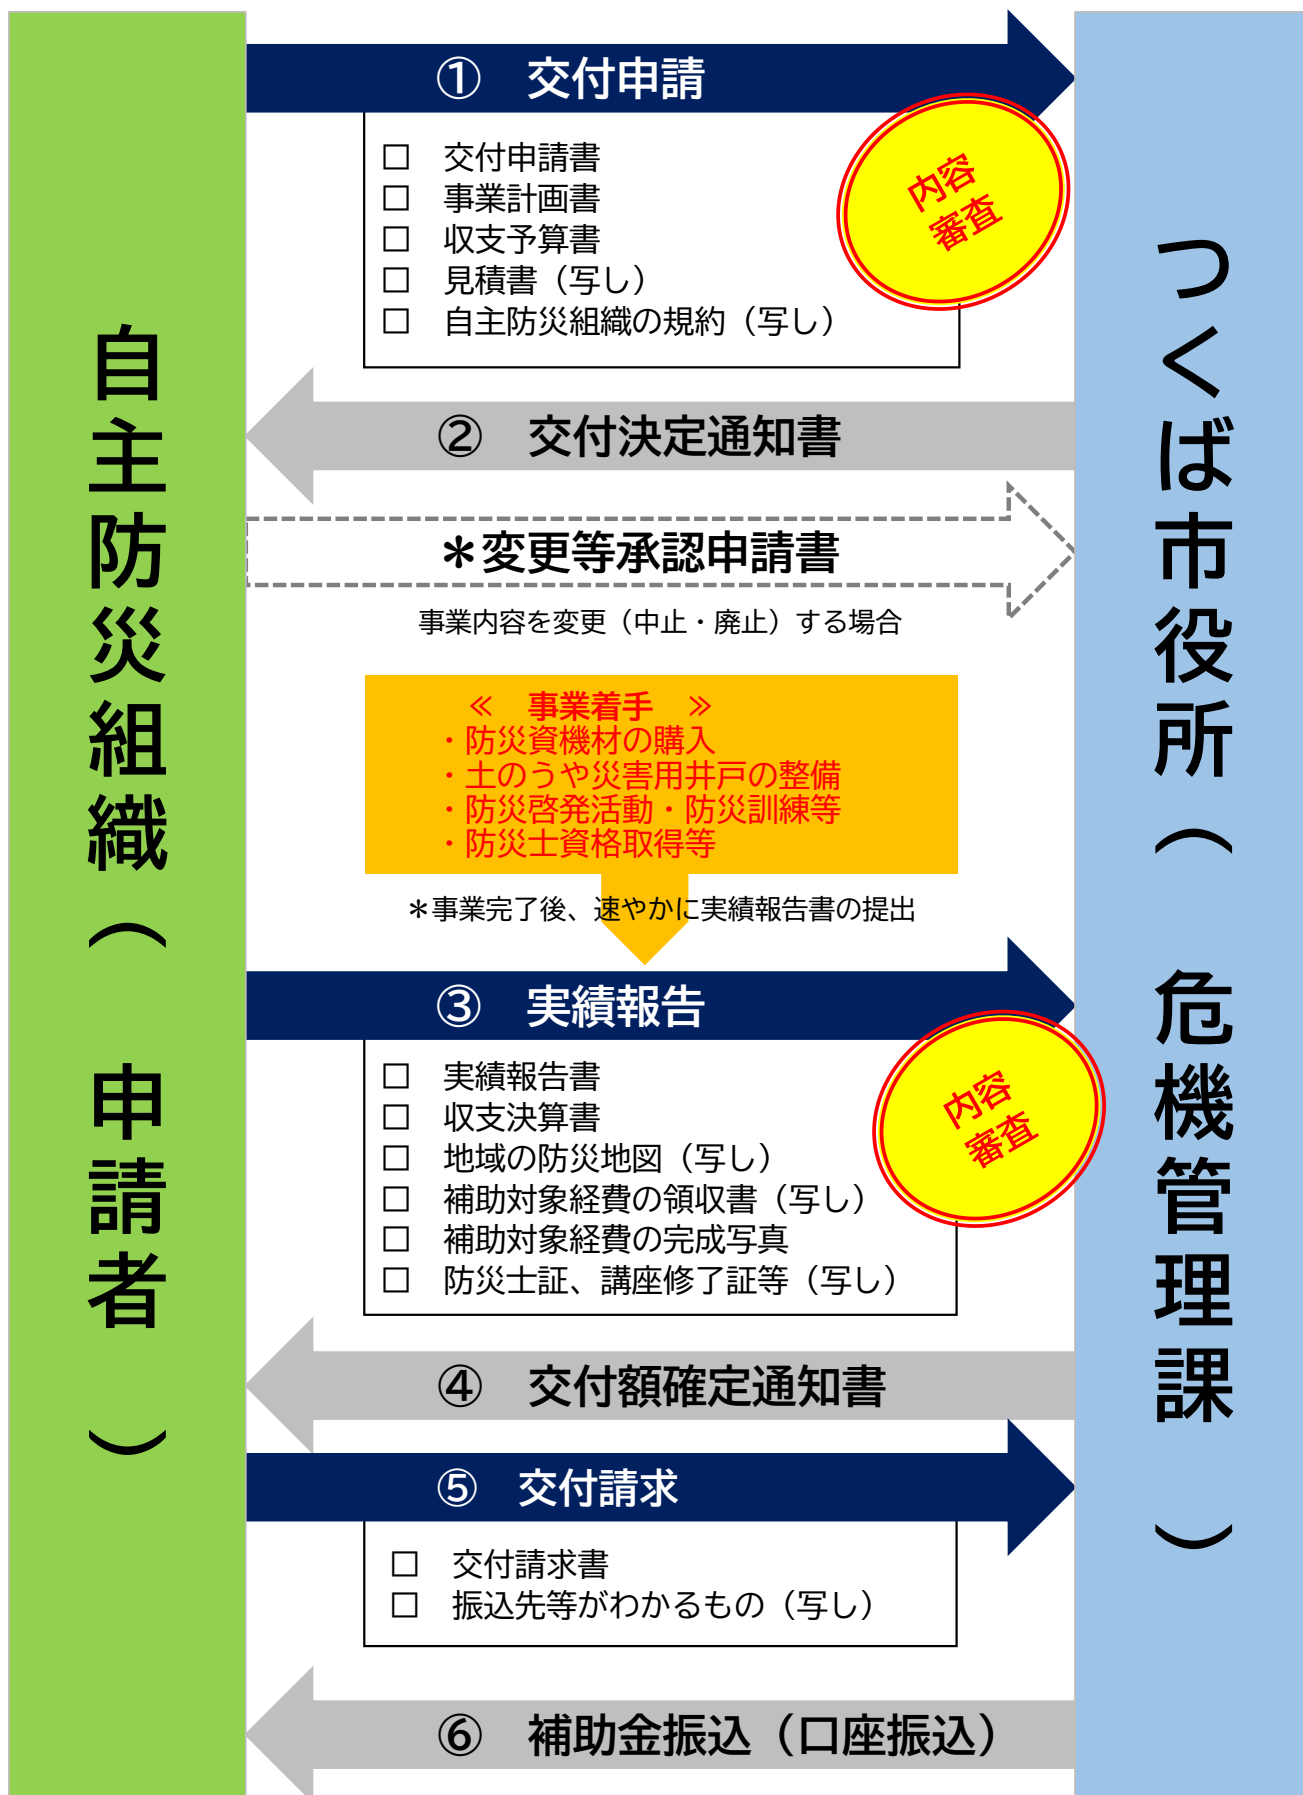 自主防災組織（　申請者　）
つくば市役所（　危機管理課　）
①　交付申請
内容
審査
□　交付申請書
□　事業計画書
□　収支予算書
□　見積書（写し）
□　自主防災組織の規約（写し）
②　交付決定通知書
＊変更等承認申請書
事業内容を変更（中止・廃止）する場合
≪　事業着手　≫
・防災資機材の購入
・土のうや災害用井戸の整備
・防災啓発活動・防災訓練等
・防災士資格取得等
＊事業完了後、速やかに実績報告書の提出
③　実績報告
内容
審査
□　実績報告書
□　収支決算書
□　地域の防災地図（写し）
□　補助対象経費の領収書（写し）
□　補助対象経費の完成写真
□　防災士証、講座修了証等（写し）
④　交付額確定通知書
⑤　交付請求
□　交付請求書
□　振込先等がわかるもの（写し）
⑥　補助金振込（口座振込）